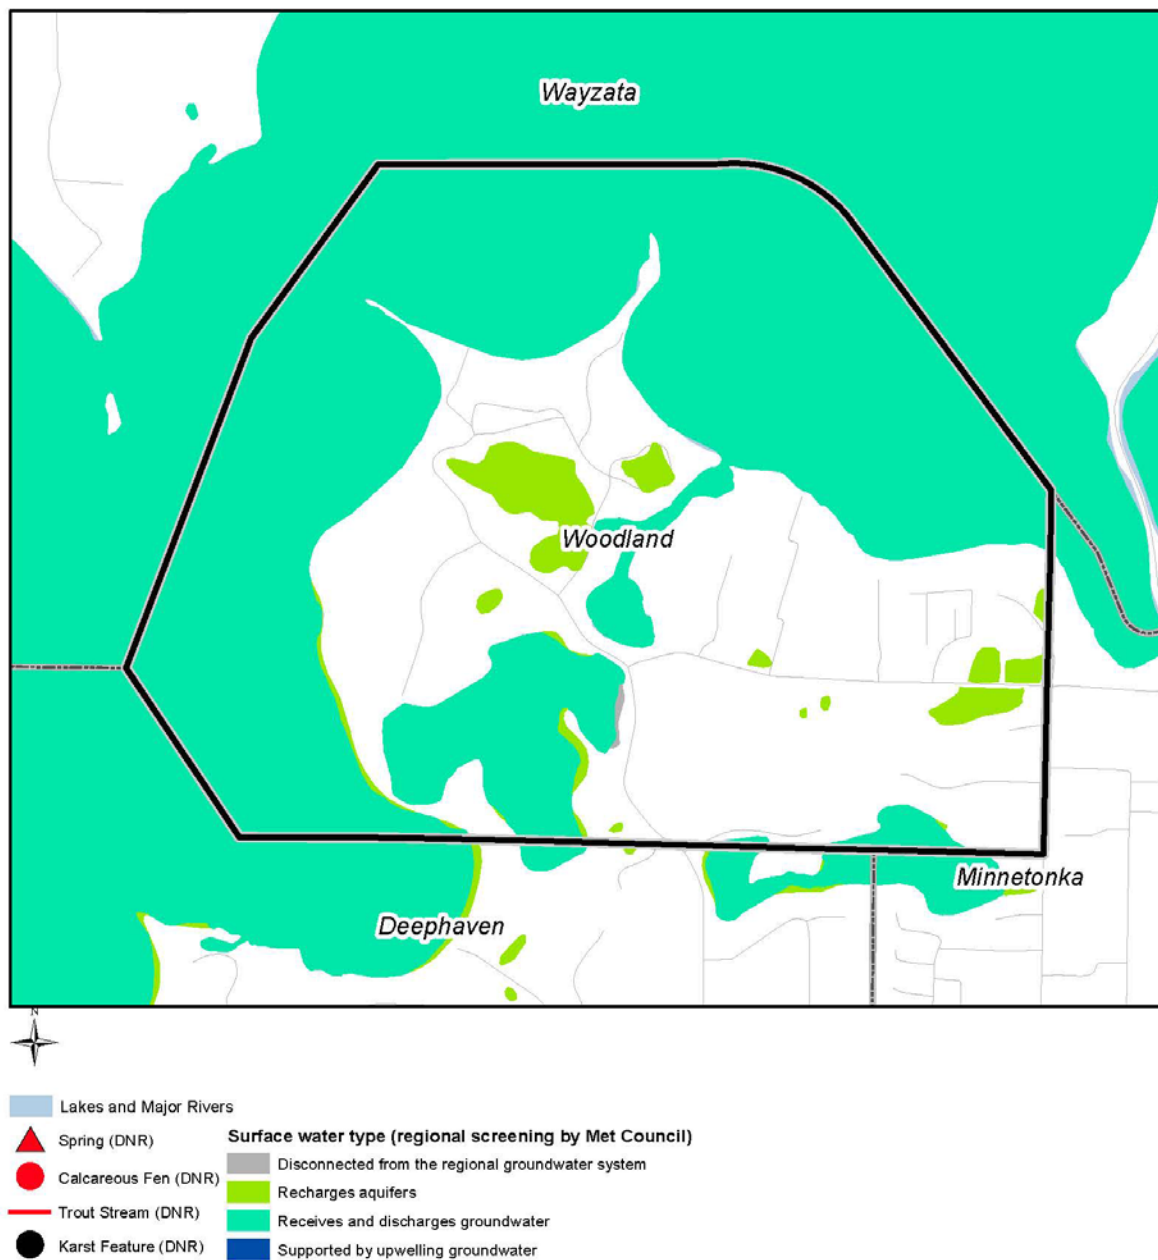 Wayzata
Woodland
Minnetonka
Deephaven
N
Lakes and Major Rivers
Spring (DNR)
Calcareous Fen (DNR)
Trout Stream (DNR)
Karst Feature (DNR)
Surface water type (regional screening by Met Council)
Disconnected from the regional groundwater system
Recharges aquifers
Receives and discharges groundwater
Supported by upwelling groundwater